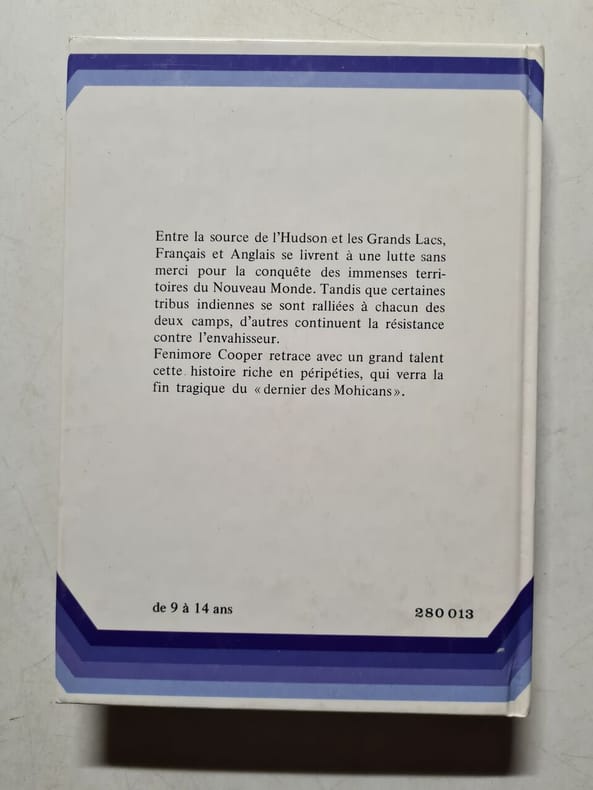 Entre la source de l'Hudson et les Grands Lacs,
Français et Anglais se livrent à une lutte sans
merci pour la conquête des immenses terri-
toires du Nouveau Monde. Tandis que certaines
tribus indiennes se sont ralliées à chacun des
deux camps, d'autres continuent la résistance
contre l'envahisseur.
Fenimore Cooper retrace avec un grand talent
cette histoire riche en péripéties, qui verra la
fin tragique du « dernier des Mohicans ».
de 9 à 14 ans
280 013